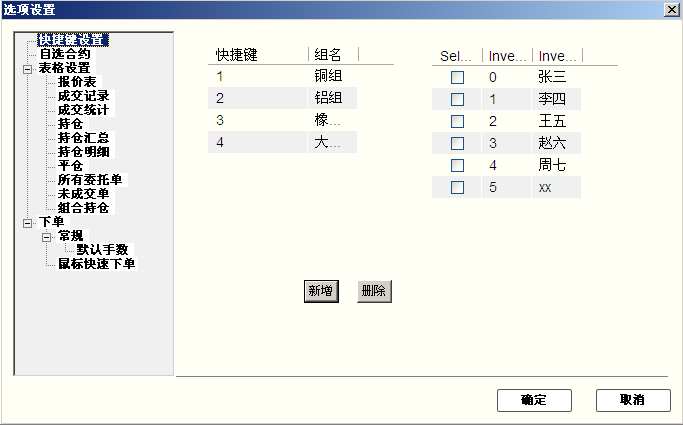 选项设置
快捷键设置
自选合约
表格设置
报价表
成交记录
成交统计
持仓
持仓汇总
持仓明细
平仓
所有委托单
未成交单
组合持仓
下单
常规
默认手数
鼠标快速下单
快捷键 组名
1 铜组
2 铝组
3 橡...
4 大...
Sel... Inve... Inve...
0 张三
1 李四
2 王五
3 赵六
4 周七
5 xx
新增 删除
确定 取消